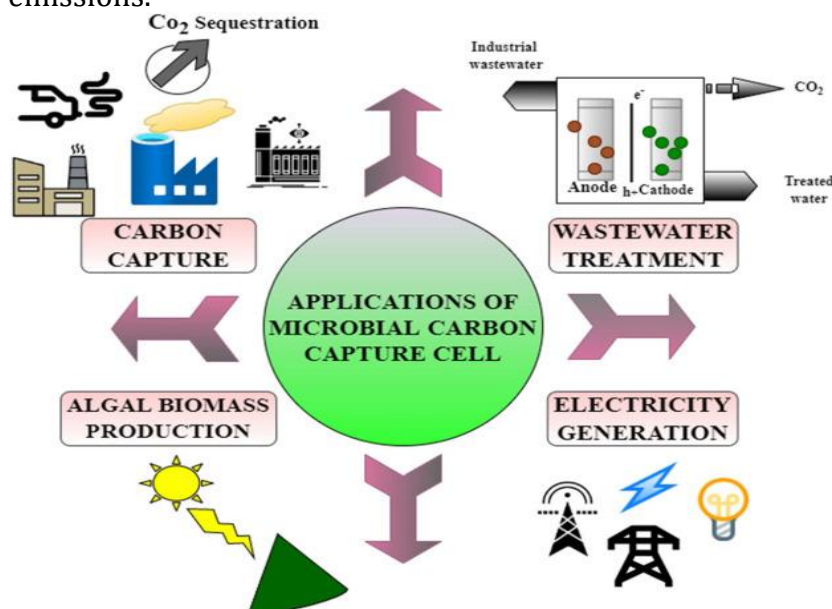 emissions.
Co₂ Sequestration
Industrial
wastewater
CO₂
e⁻
Anode
h+
Cathode
Treated
water
CARBON
CAPTURE
WASTEWATER
TREATMENT
APPLICATIONS OF
MICROBIAL CARBON
CAPTURE CELL
ALGAL BIOMASS
PRODUCTION
ELECTRICITY
GENERATION